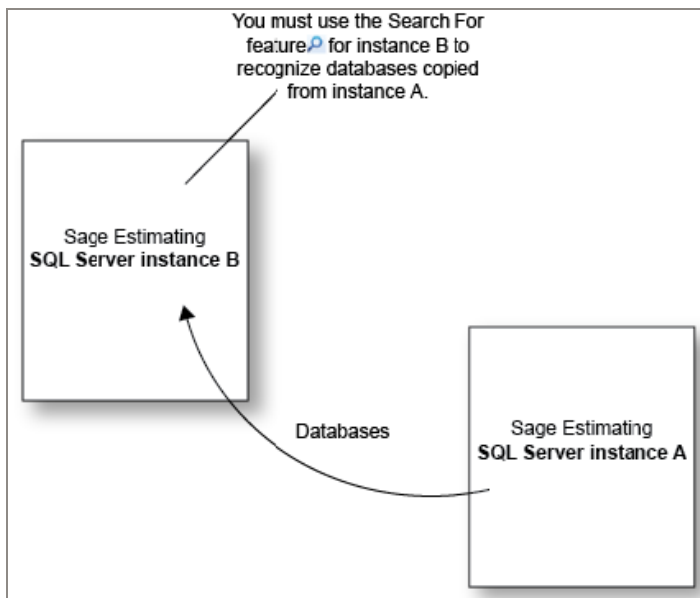 You must use the Search For
feature for instance B to
recognize databases copied
from instance A.
Sage Estimating
SQL Server instance B
Databases
Sage Estimating
SQL Server instance A